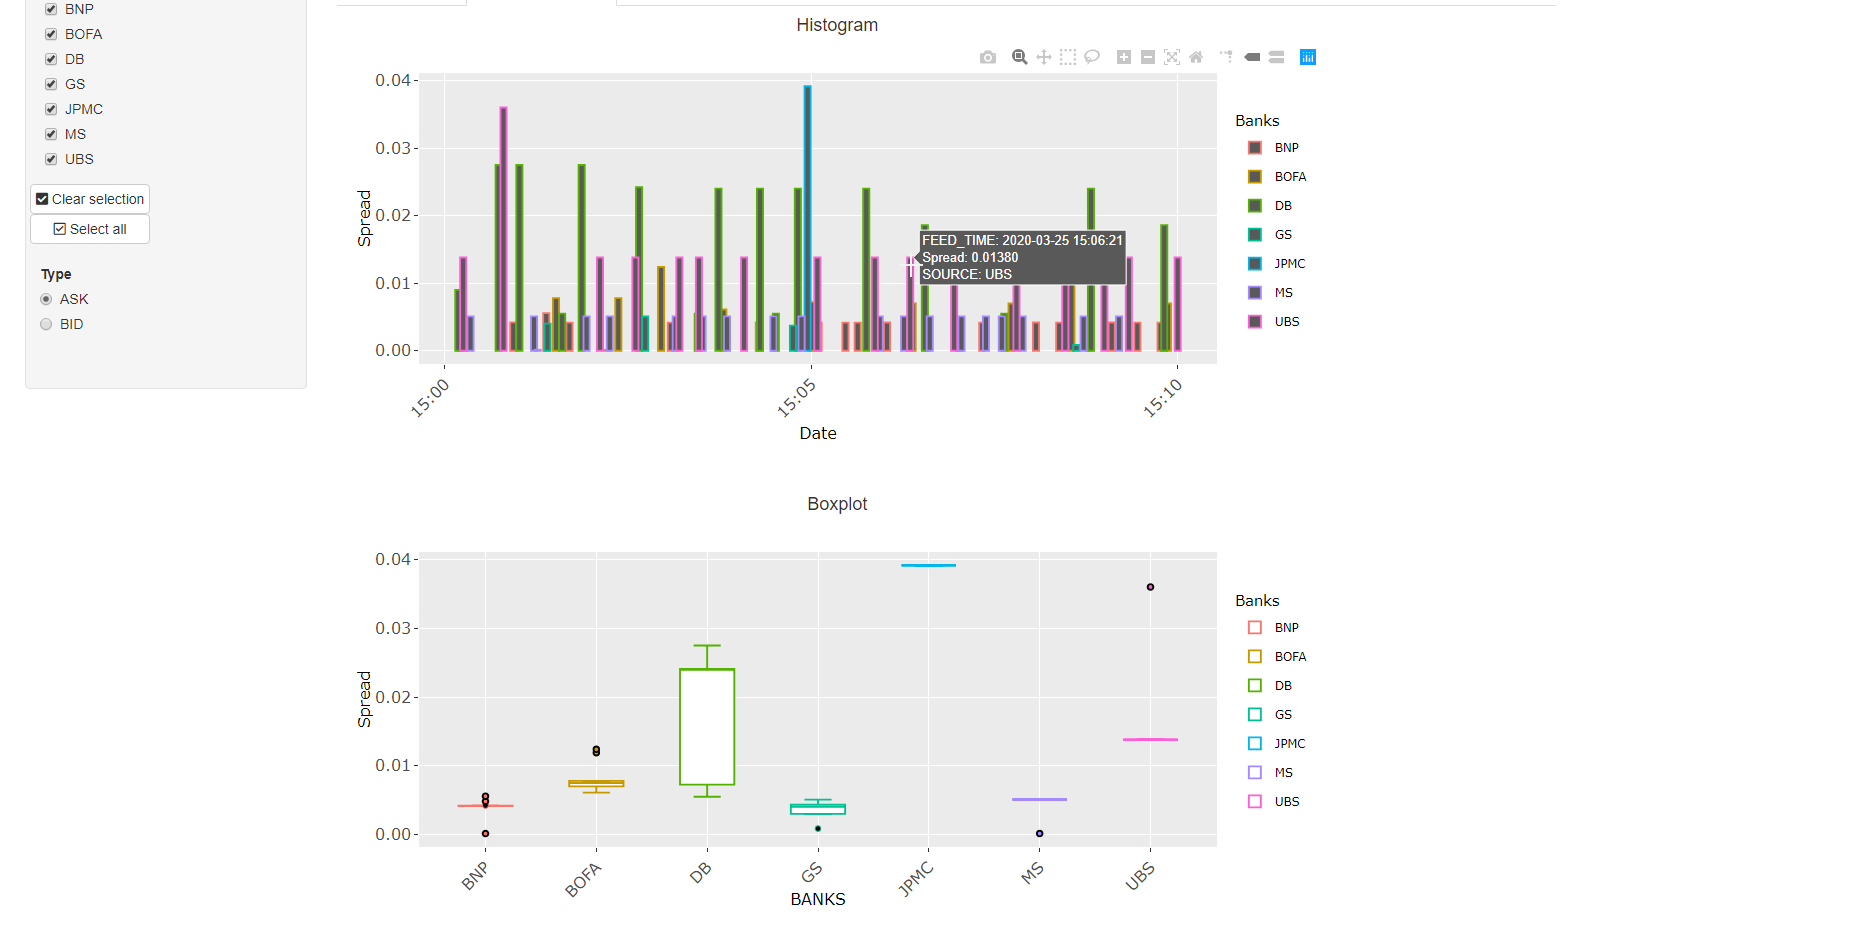 BNP
BOFA
DB
GS
JPMC
MS
UBS
Clear selection
Select all
Type
ASK
BID
Histogram
0.04
0.03
0.02
0.01
0.00
Spread
FEED_TIME: 2020-03-25 15:06:21
Spread: 0.01380
SOURCE: UBS
15:00
15:05
15:10
Date
Banks
BNP
BOFA
DB
GS
JPMC
MS
UBS
Boxplot
0.04
0.03
0.02
0.01
0.00
Spread
BNP
BOFA
DB
GS
JPMC
MS
UBS
BANKS
Banks
BNP
BOFA
DB
GS
JPMC
MS
UBS